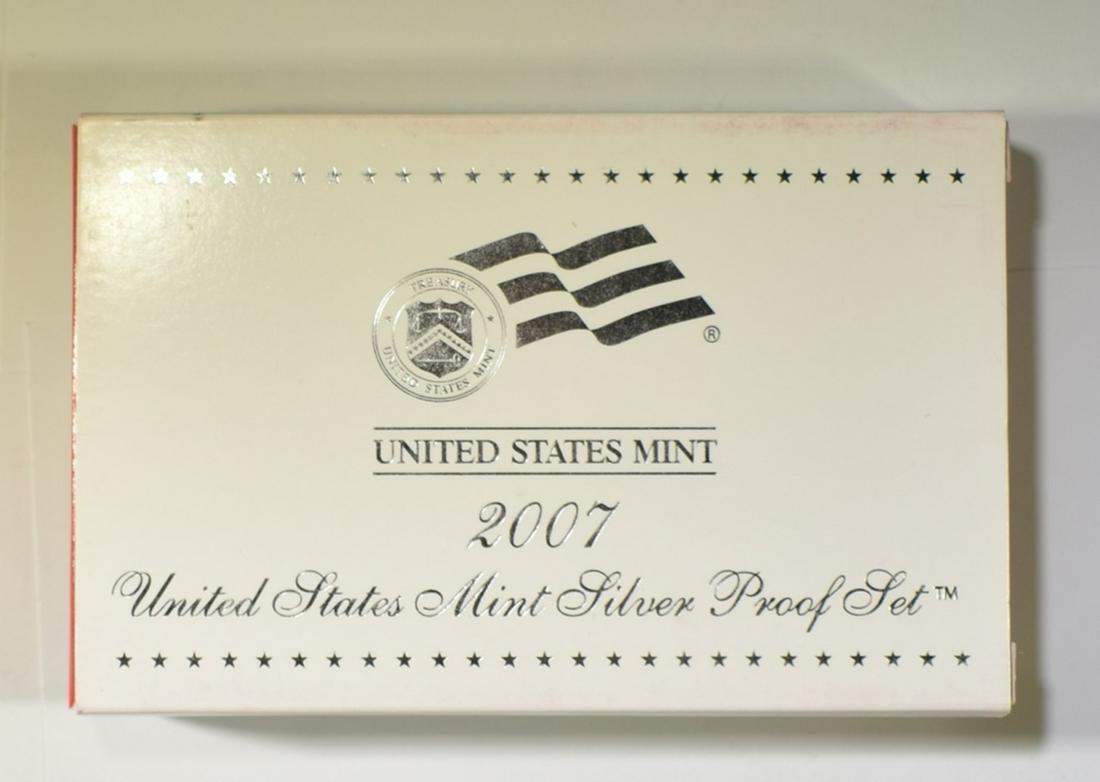 TREASURY
UNITED STATES MINT
®
UNITED STATES MINT
2007
United States Mint Silver Proof Set™